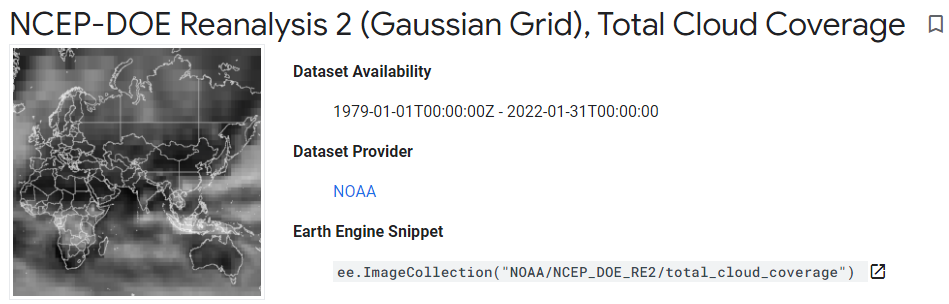 NCEP-DOE Reanalysis 2 (Gaussian Grid), Total Cloud Coverage
Dataset Availability
1979-01-01T00:00:00Z - 2022-01-31T00:00:00
Dataset Provider
NOAA
Earth Engine Snippet
ee.ImageCollection("NOAA/NCEP_DOE_RE2/total_cloud_coverage")